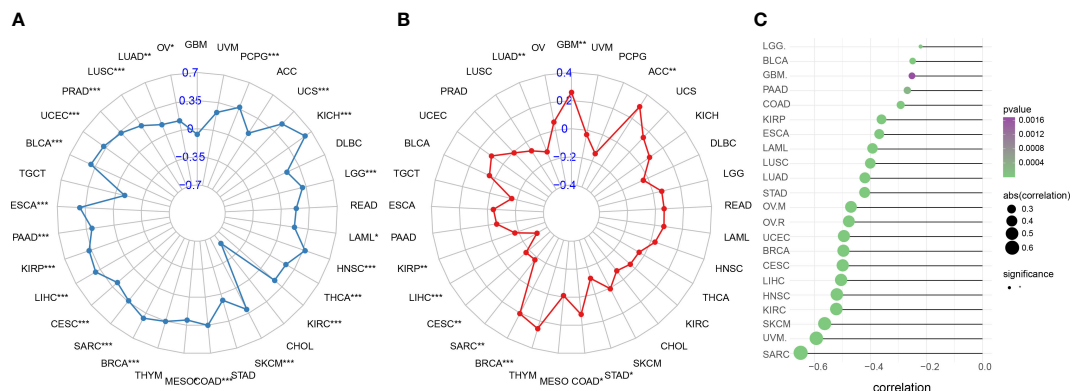 A
GBM
UVM
PCPG***
ACC
UCS***
KICH***
DLBC
LGG***
READ
LAML*
HNSC***
THCA***
KIRC***
CHOL
SKCM***
STAD
COAD***
MESO
THYM
BRCA***
SARC***
CESC***
LIHC***
KIRP***
PAAD***
ESCA***
TGCT
BLCA***
UCEC***
PRAD***
LUSC***
LUAD**
OV*
0.7
0.35
0
−0.35
−0.7
B
GBM**
UVM
PCPG
ACC**
UCS
KICH
DLBC
LGG
READ
LAML
HNSC
THCA
KIRC
CHOL
SKCM
STAD*
COAD*
MESO
THYM
BRCA***
SARC**
CESC**
LIHC***
KIRP**
PAAD
ESCA
TGCT
BLCA
UCEC
PRAD
LUSC
LUAD**
OV
0.4
0.2
0
−0.2
−0.4
C
LGG.
BLCA
GBM.
PAAD
COAD
KIRP
ESCA
LAML
LUSC
LUAD
STAD
OV.M
OV.R
UCEC
BRCA
CESC
LIHC
HNSC
KIRC
SKCM
UVM.
SARC
−0.6
−0.4
−0.2
0.0
correlation
pvalue
0.0016
0.0012
0.0008
0.0004
abs(correlation)
0.3
0.4
0.5
0.6
significance